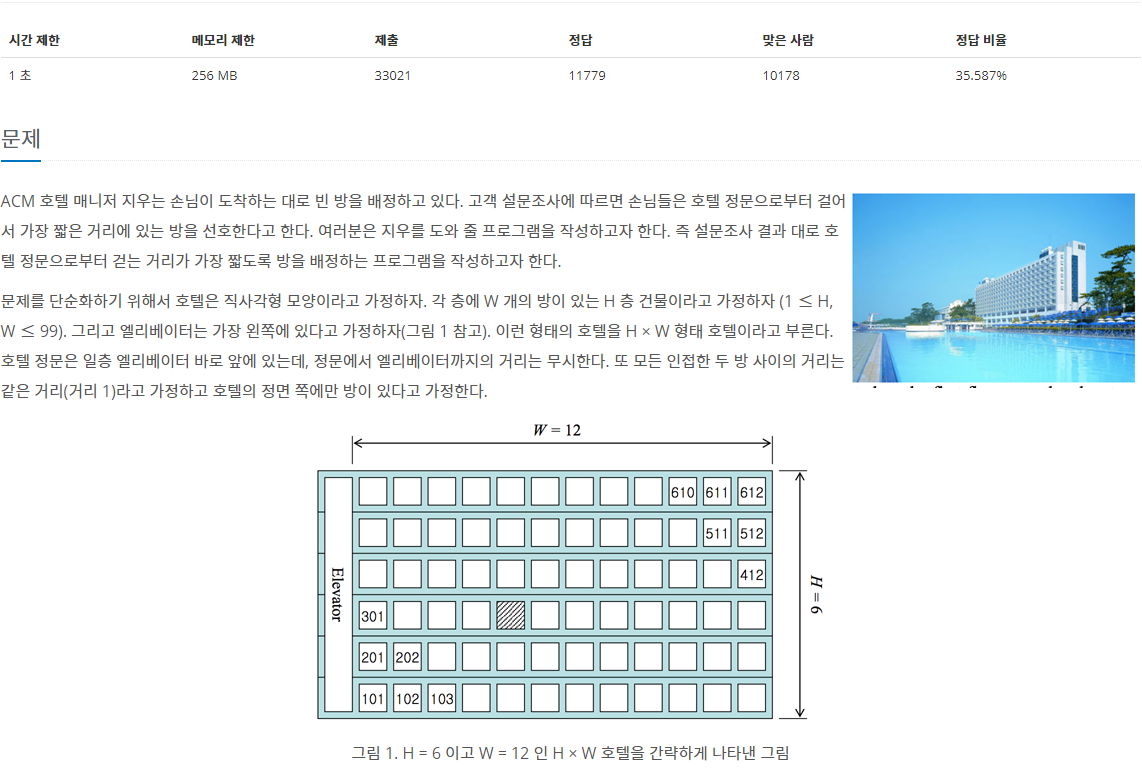 시간 제한 메모리 제한 제출 정답 맞은 사람 정답 비율
1 초 256 MB 33021 11779 10178 35.587%
문제
ACM 호텔 매니저 지우는 손님이 도착하는 대로 빈 방을 배정하고 있다. 고객 설문조사에 따르면 손님들은 호텔 정문으로부터 걸어
서 가장 짧은 거리에 있는 방을 선호한다고 한다. 여러분은 지우를 도와 줄 프로그램을 작성하고자 한다. 즉 설문조사 결과 대로 호
텔 정문으로부터 걷는 거리가 가장 짧도록 방을 배정하는 프로그램을 작성하고자 한다.
문제를 단순화하기 위해서 호텔은 직사각형 모양이라고 가정하자. 각 층에 W 개의 방이 있는 H 층 건물이라고 가정하자 (1 ≤ H,
W ≤ 99). 그리고 엘리베이터는 가장 왼쪽에 있다고 가정하자(그림 1 참고). 이런 형태의 호텔을 H × W 형태 호텔이라고 부른다.
호텔 정문은 일층 엘리베이터 바로 앞에 있는데, 정문에서 엘리베이터까지의 거리는 무시한다. 또 모든 인접한 두 방 사이의 거리는
같은 거리(거리 1)라고 가정하고 호텔의 정면 쪽에만 방이 있다고 가정한다.
W = 12
610 611 612
511 512
412
Elevator
H = 6
301
201 202
101 102 103
그림 1. H = 6 이고 W = 12 인 H × W 호텔을 간략하게 나타낸 그림